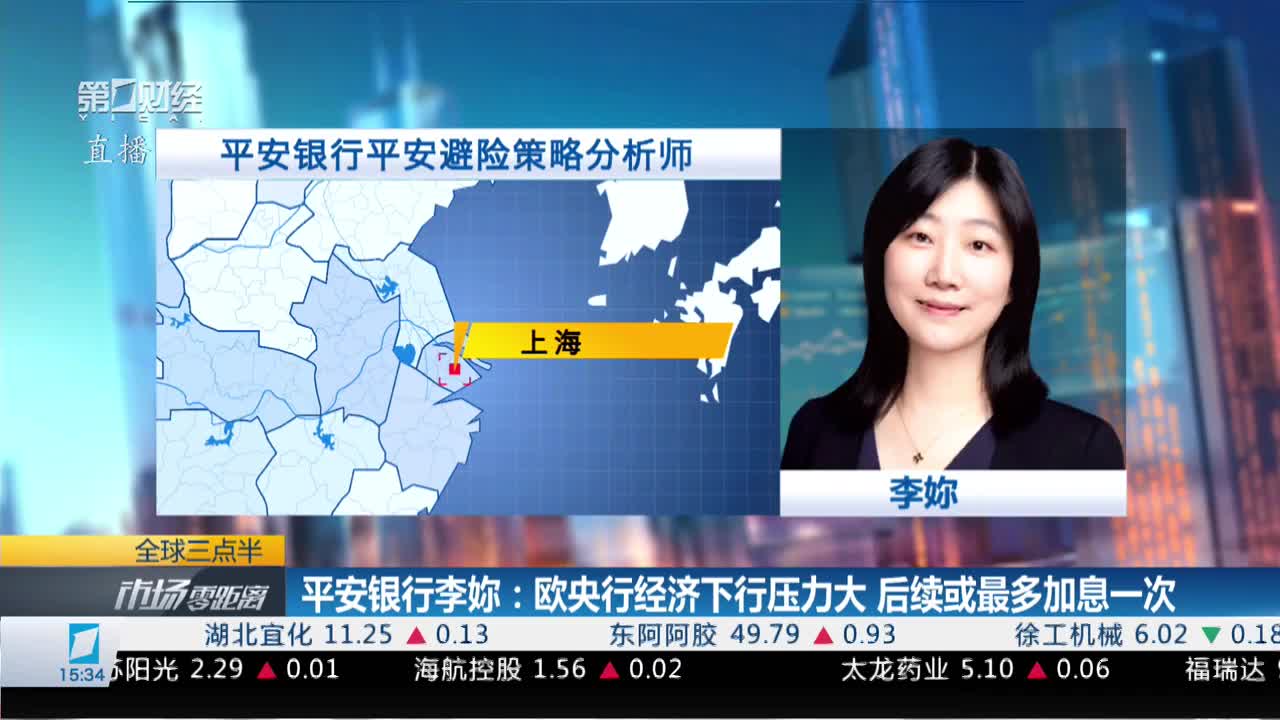 第一财经
YICAI
直播
平安银行平安避险策略分析师
上海
李妳
全球三点半
市场零距离
平安银行李妳：欧央行经济下行压力大 后续或最多加息一次
湖北宜化 11.25 ▲ 0.13 东阿阿胶 49.79 ▲ 0.93 徐工机械 6.02 ▼ 0.18
15:34
苏阳光 2.29 ▲ 0.01 海航控股 1.56 ▲ 0.02 太龙药业 5.10 ▲ 0.06 福瑞达